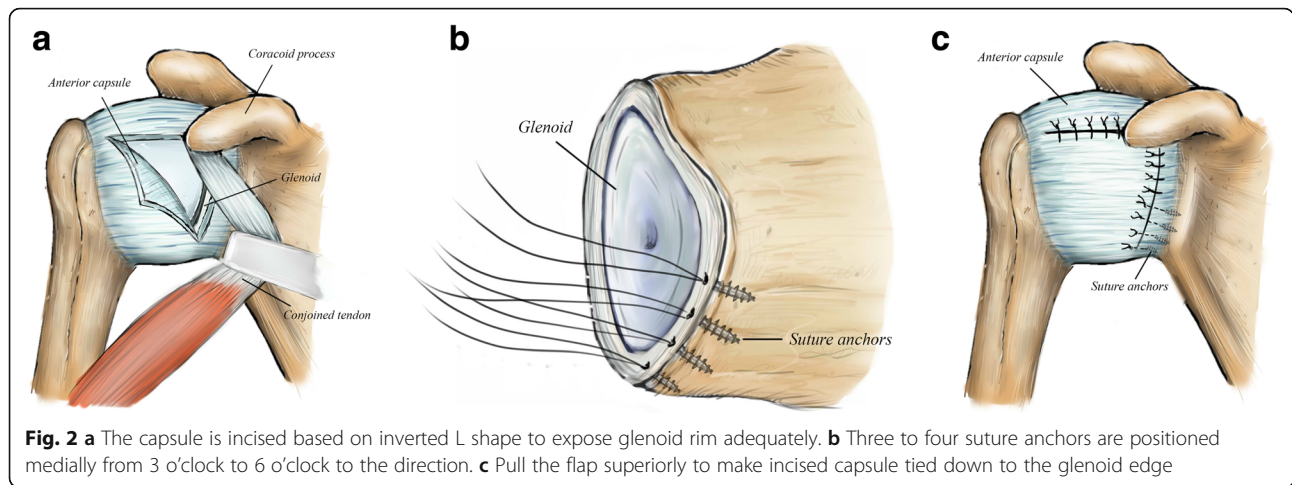 a
Coracoid process
Anterior capsule
Glenoid
Conjoined tendon
b
Glenoid
Suture anchors
c
Anterior capsule
Suture anchors
Fig. 2 a The capsule is incised based on inverted L shape to expose glenoid rim adequately. b Three to four suture anchors are positioned
medially from 3 o’clock to 6 o’clock to the direction. c Pull the flap superiorly to make incised capsule tied down to the glenoid edge